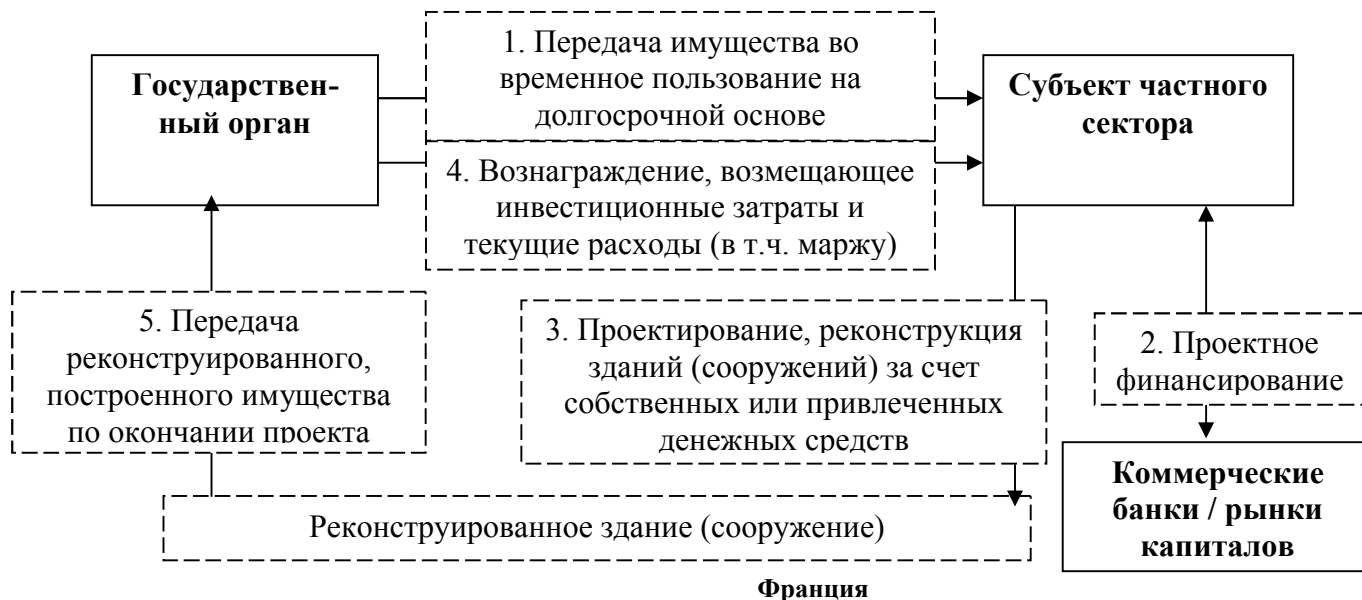 1. Передача имущества во
временное пользование на
долгосрочной основе
Государствен-
ный орган
Субъект частного
сектора
4. Вознаграждение, возмещающее
инвестиционные затраты и
текущие расходы (в т.ч. маржу)
5. Передача
реконструированного,
построенного имущества
по окончании проекта
3. Проектирование, реконструкция
зданий (сооружений) за счет
собственных или привлеченных
денежных средств
2. Проектное
финансирование
Реконструированное здание (сооружение)
Коммерческие
банки / рынки
капиталов
Франция